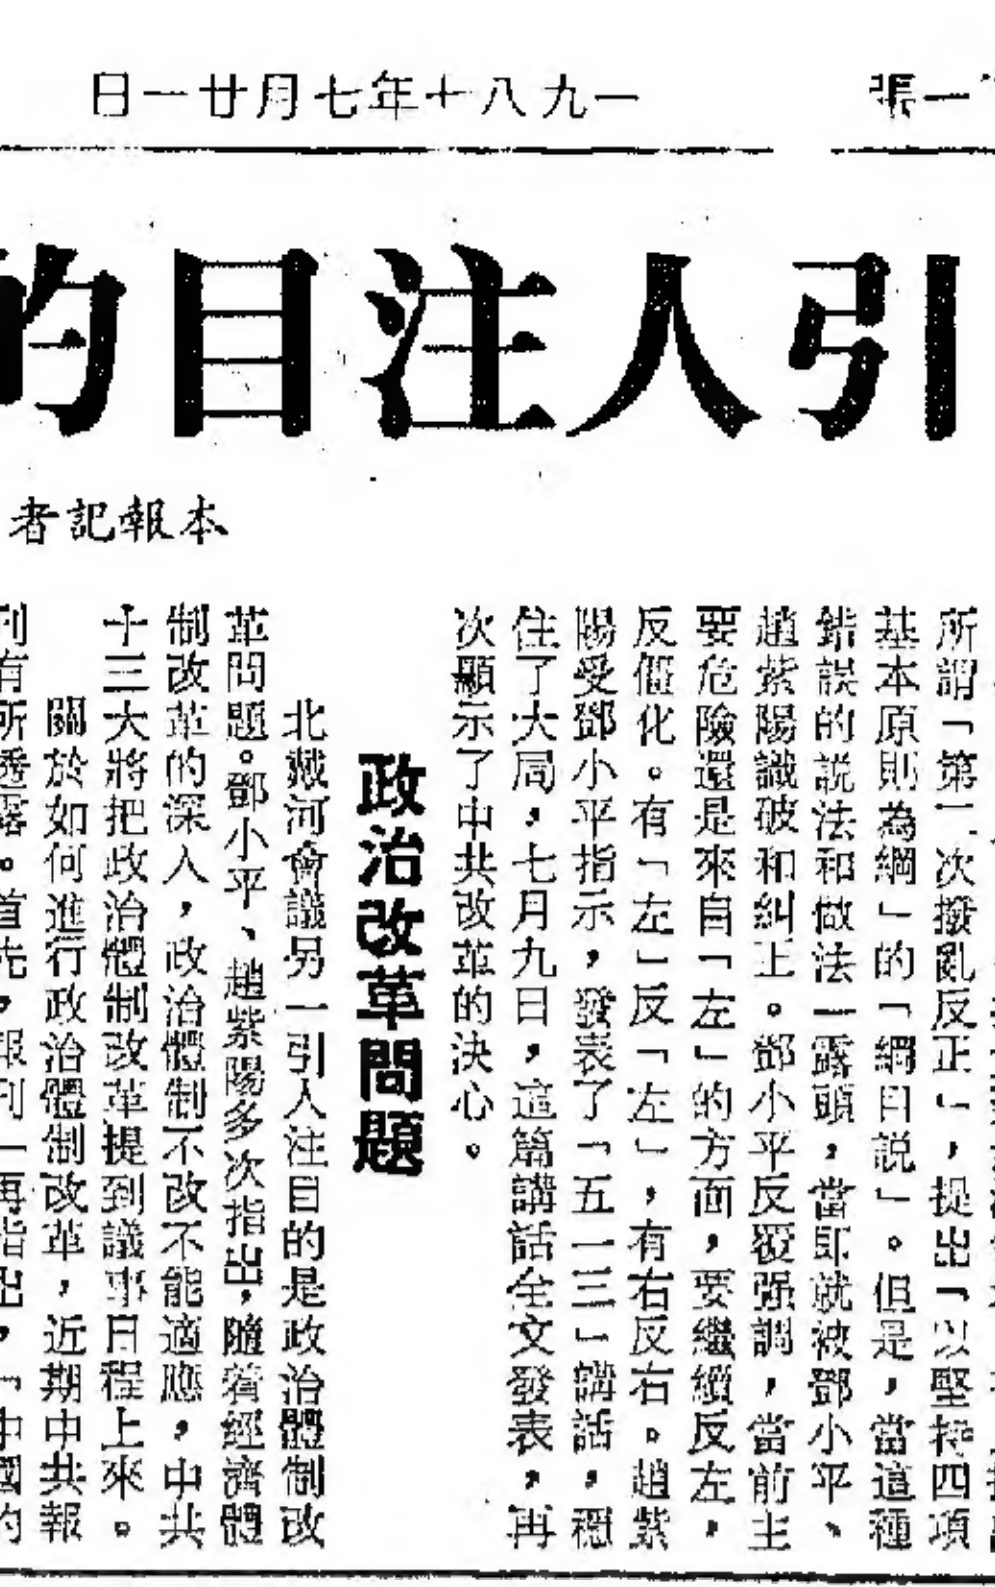 一九八七年七月廿一日
一張
引人注目的
本報記者
所謂「第二次撥亂反正」，提出「以堅持四項
基本原則為綱」的「綱目説」。但是，當這種
錯誤的説法和做法一露頭，當即就被鄧小平、
趙紫陽識破和糾正。鄧小平反覆强調，當前主
要危險還是來自「左」的方面，要繼續反左，
反僵化。有「左」反「左」，有右反右。趙紫
陽受鄧小平指示，發表了「五一三」講話，穩
住了大局，七月九日，這篇講話全文發表，再
次顯示了中共改革的決心。
政治改革問題
北戴河會議另一引人注目的是政治體制改
革問題。鄧小平、趙紫陽多次指出，隨着經濟體
制改革的深入，政治體制不改不能適應，中共
十三大將把政治體制改革提到議事日程上來。
關於如何進行政治體制改革，近期中共報
刊有所透露。首先，報刊一再指出，「中國的